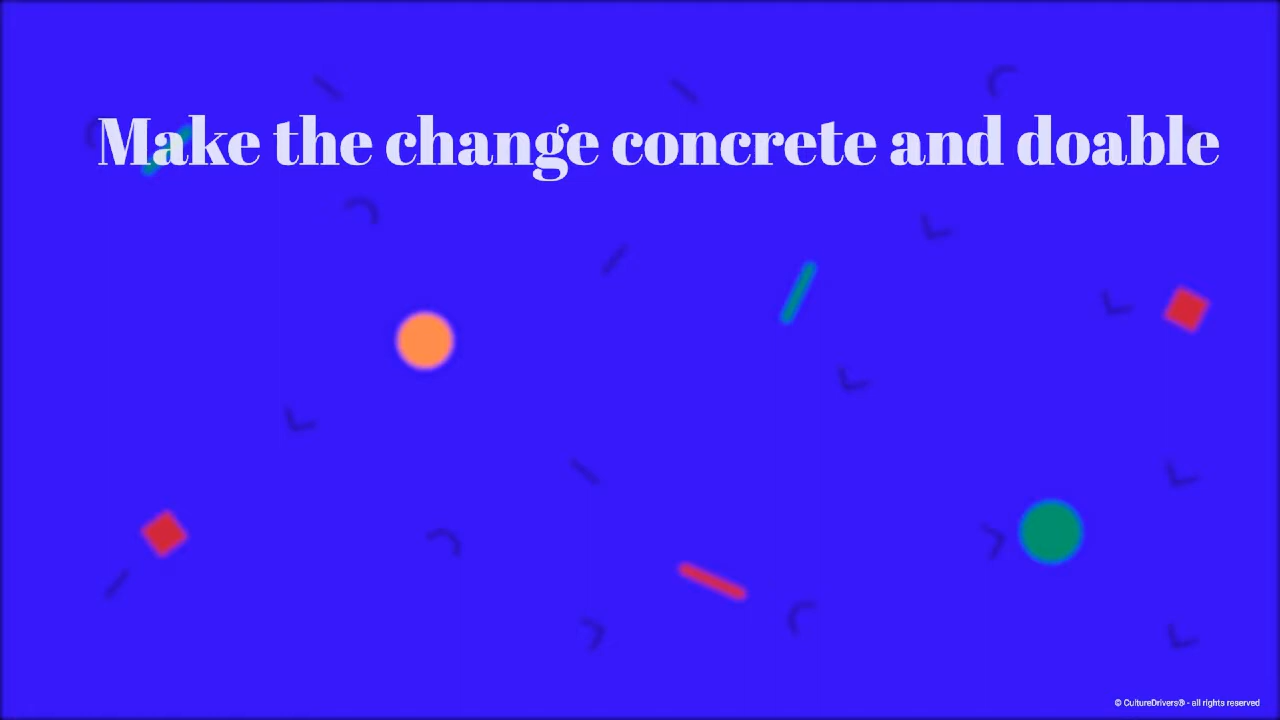 Make the change concrete and doable
© CultureDrivers® - all rights reserved